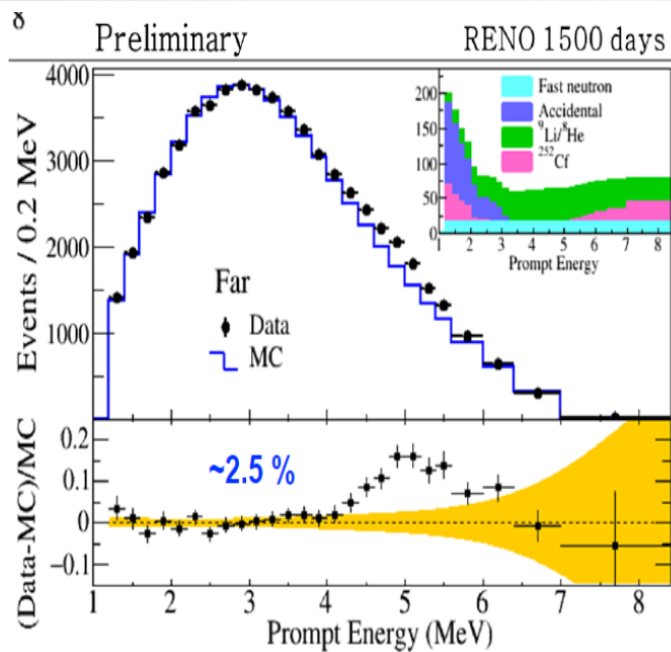 δ
Preliminary RENO 1500 days
Events / 0.2 MeV
4000
3000
2000
1000
Far
Data
MC
200
150
100
50
0
Fast neutron
Accidental
⁹Li/⁸He
²⁵²Cf
1 2 3 4 5 6 7 8
Prompt Energy
(Data-MC)/MC
0.2
0.1
0
−0.1
~2.5 %
1 2 3 4 5 6 7 8
Prompt Energy (MeV)